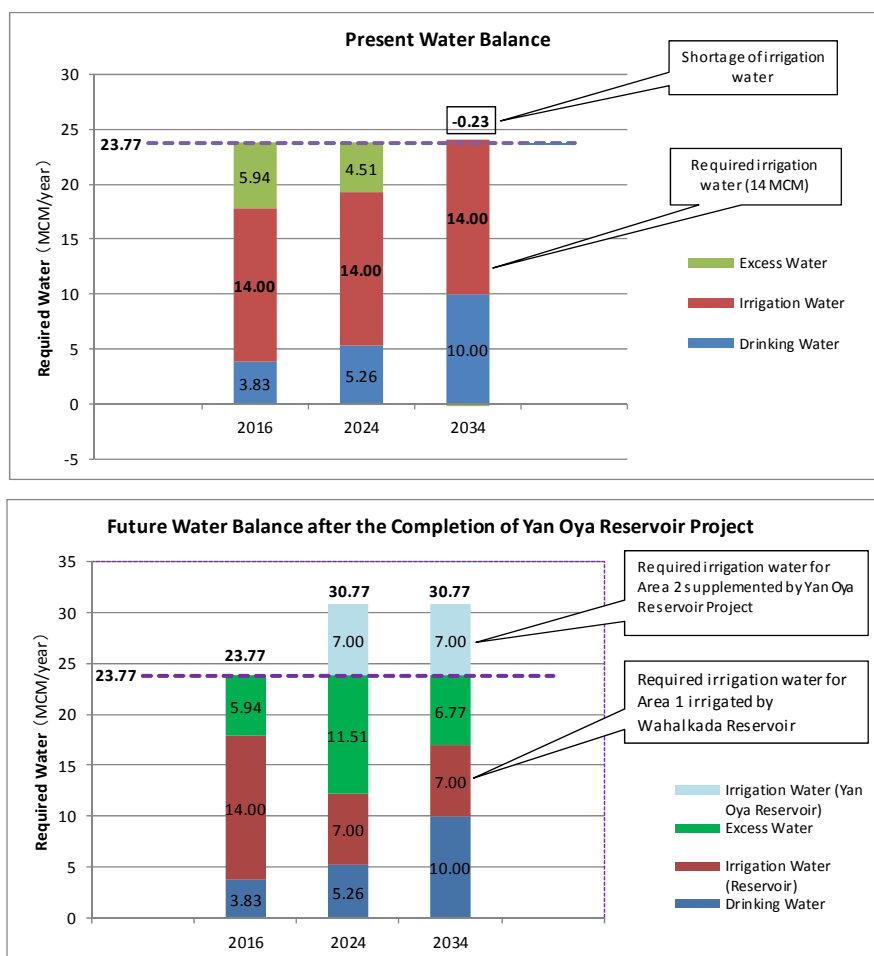 Present Water Balance
Shortage of irrigation
water
Required irrigation
water (14 MCM)
Required Water (MCM/year)
30
25
20
15
10
5
0
-5
23.77
-0.23
5.94
4.51
14.00
14.00
14.00
3.83
5.26
10.00
2016
2024
2034
Excess Water
Irrigation Water
Drinking Water
Future Water Balance after the Completion of Yan Oya Reservoir Project
Required irrigation water for
Area 2 supplemented by Yan Oya
Reservoir Project
Required irrigation water for
Area 1 irrigated by
Wahalkada Reservoir
Required Water (MCM/year)
35
30
25
20
15
10
5
0
23.77
23.77
30.77
30.77
7.00
7.00
5.94
11.51
6.77
14.00
7.00
7.00
3.83
5.26
10.00
2016
2024
2034
Irrigation Water (Yan
Oya Reservoir)
Excess Water
Irrigation Water
(Reservoir)
Drinking Water